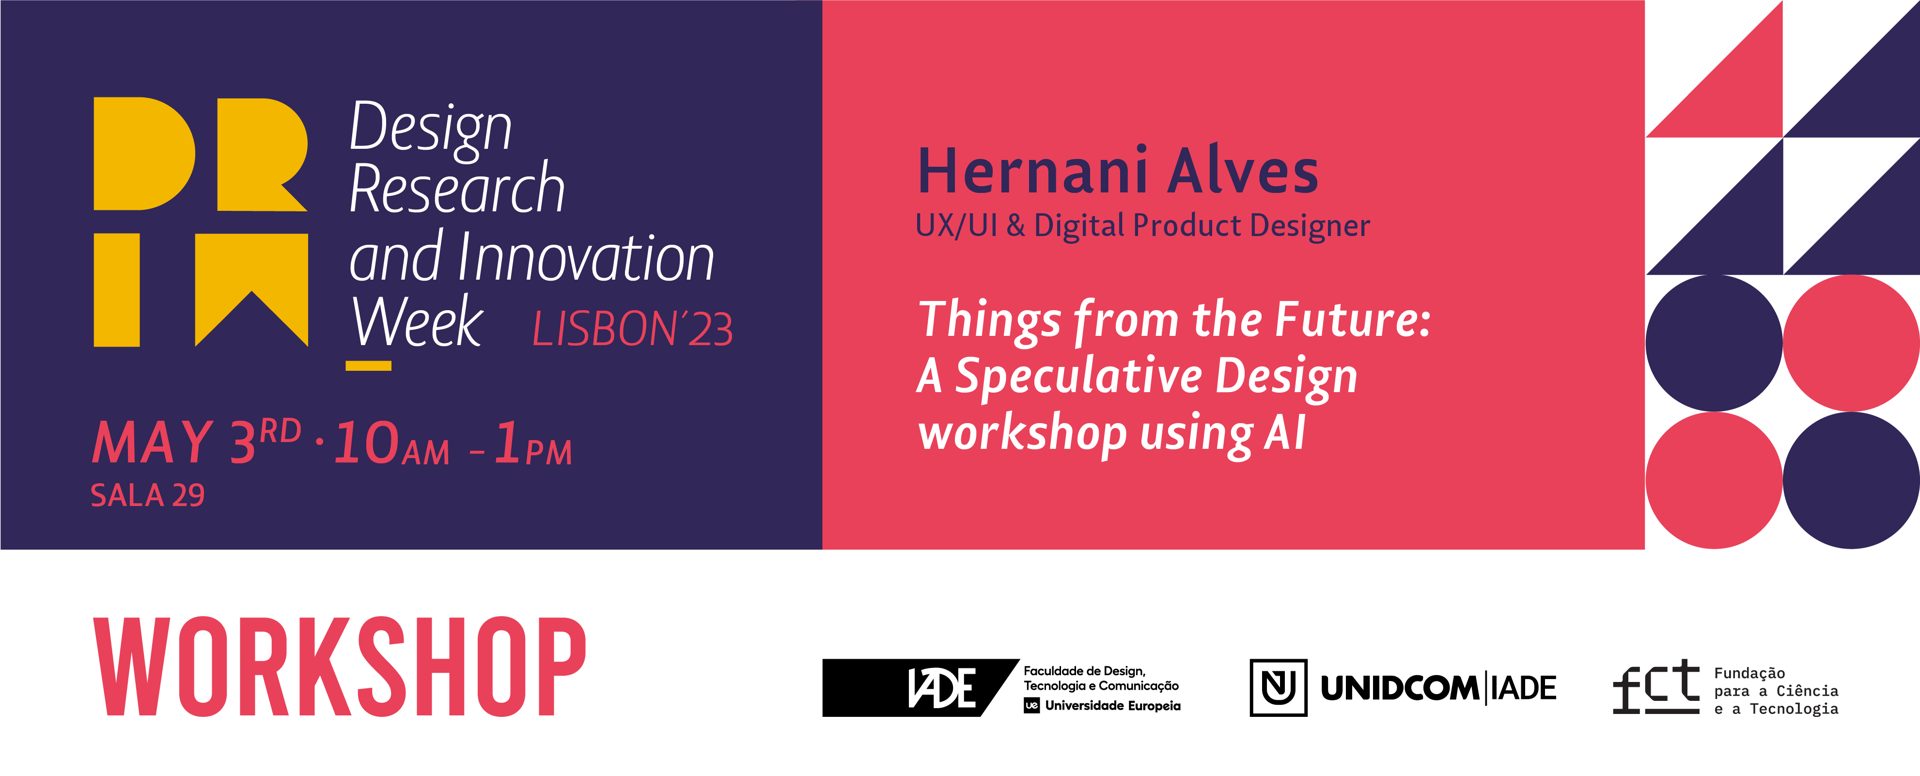 DR
IW
Design
Research
and Innovation
Week LISBON'23
MAY 3RD · 10AM - 1PM
SALA 29
Hernani Alves
UX/UI & Digital Product Designer
Things from the Future:
A Speculative Design
workshop using AI
WORKSHOP
IADE
Faculdade de Design,
Tecnologia e Comunicação
ue Universidade Europeia
UNIDCOM|IADE
fct
Fundação
para a Ciência
e a Tecnologia